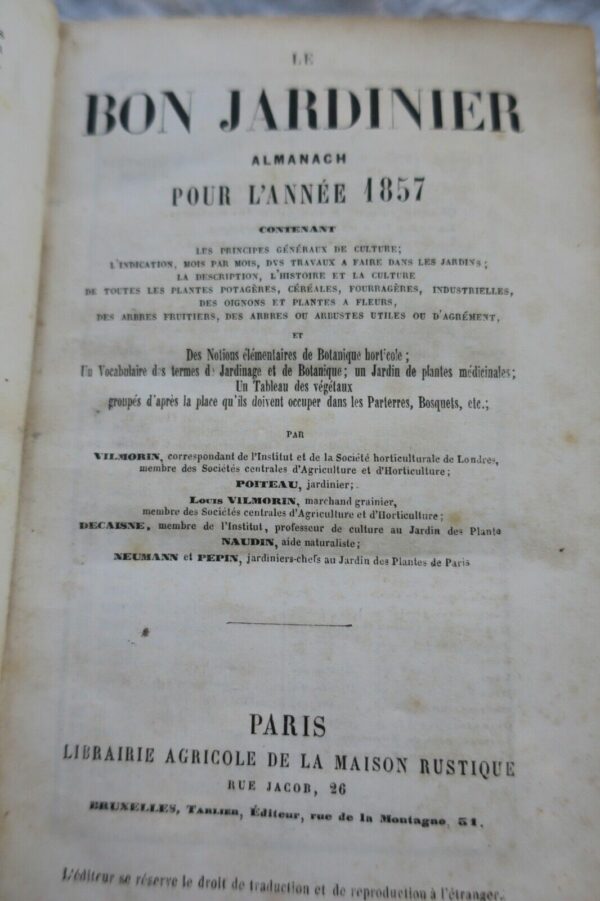 LE
BON JARDINIER
ALMANACH
POUR L'ANNÉE 1857
CONTENANT
LES PRINCIPES GÉNÉRAUX DE CULTURE;
L'INDICATION, MOIS PAR MOIS, DVS TRAVAUX A FAIRE DANS LES JARDINS;
LA DESCRIPTION, L'HISTOIRE ET LA CULTURE
DE TOUTES LES PLANTES POTAGÈRES, CÉRÉALES, FOURRAGÈRES, INDUSTRIELLES,
DES OIGNONS ET PLANTES A FLEURS,
DES ARBRES FRUITIERS, DES ARBRES OU ARBUSTES UTILES OU D'AGRÉMENT,
ET
Des Notions élémentaires de Botanique horticole;
Un Vocabulaire des termes de Jardinage et de Botanique; un Jardin de plantes médicinales;
Un Tableau des végétaux
groupés d'après la place qu'ils doivent occuper dans les Parterres, Bosquets, etc.;
PAR
VILMORIN, correspondant de l'Institut et de la Société horticulturale de Londres,
membre des Sociétés centrales d'Agriculture et d'Horticulture;
POITEAU, jardinier;
Louis VILMORIN, marchand grainier,
membre des Sociétés centrales d'Agriculture et d'Horticulture;
DECAISNE, membre de l'Institut, professeur de culture au Jardin des Plante
NAUDIN, aide naturaliste;
NEUMANN et PEPIN, jardiniers-chefs au Jardin des Plantes de Paris
PARIS
LIBRAIRIE AGRICOLE DE LA MAISON RUSTIQUE
RUE JACOB, 26
BRUXELLES, TARLIER, Éditeur, rue de la Montagne, 51.
L'éditeur se réserve le droit de traduction et de reproduction à l'étranger.